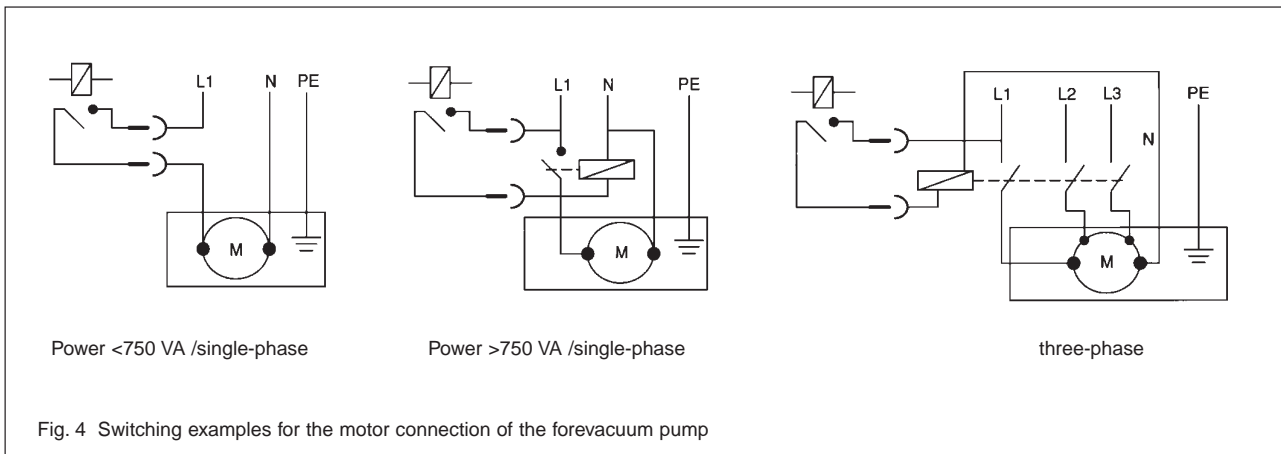 L1 N PE
M
Power <750 VA /single-phase
L1 N PE
M
Power >750 VA /single-phase
L1 L2 L3 PE
N
M
three-phase
Fig. 4 Switching examples for the motor connection of the forevacuum pump